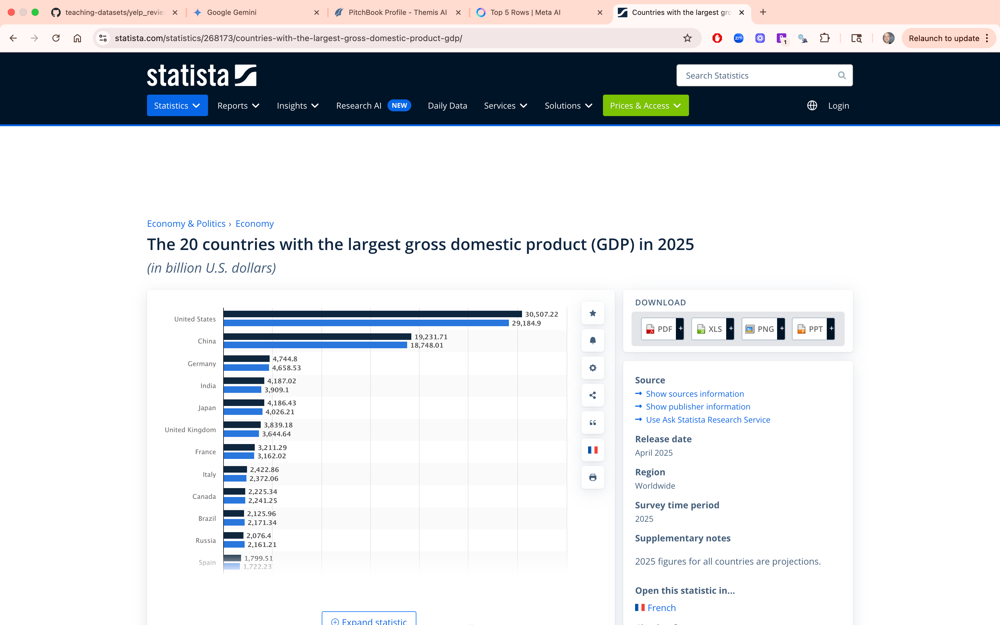 teaching-datasets/yelp_revie
Google Gemini
PitchBook Profile - Themis AI
Top 5 Rows | Meta AI
Countries with the largest gro
statista.com/statistics/268173/countries-with-the-largest-gross-domestic-product-gdp/
zm
1
Relaunch to update
statista
Search Statistics
Statistics
Reports
Insights
Research AI NEW
Daily Data
Services
Solutions
Prices & Access
Login
Economy & Politics › Economy
The 20 countries with the largest gross domestic product (GDP) in 2025
(in billion U.S. dollars)
United States
30,507.22
29,184.9
China
19,231.71
18,748.01
Germany
4,744.8
4,658.53
India
4,187.02
3,909.1
Japan
4,186.43
4,026.21
United Kingdom
3,839.18
3,644.64
France
3,211.29
3,162.02
Italy
2,422.86
2,372.06
Canada
2,225.34
2,241.25
Brazil
2,125.96
2,171.34
Russia
2,076.4
2,161.21
Spain
1,799.51
1,722.23
Expand statistic
DOWNLOAD
PDF +
XLS +
PNG +
PPT +
Source
→ Show sources information
→ Show publisher information
→ Use Ask Statista Research Service
Release date
April 2025
Region
Worldwide
Survey time period
2025
Supplementary notes
2025 figures for all countries are projections.
Open this statistic in...
French